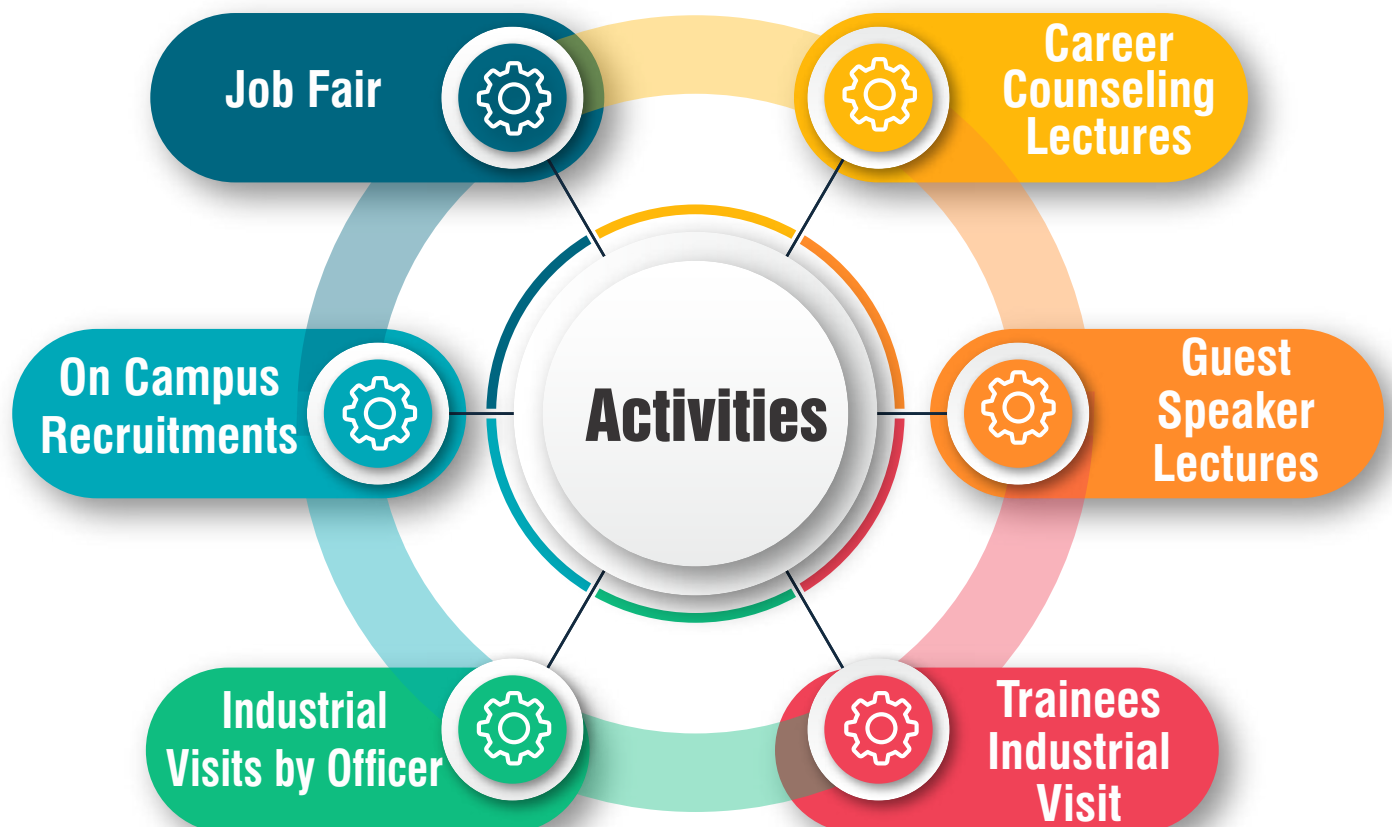 Job Fair
Career
Counseling
Lectures
On Campus
Recruitments
Activities
Guest
Speaker
Lectures
Industrial
Visits by Officer
Trainees
Industrial
Visit